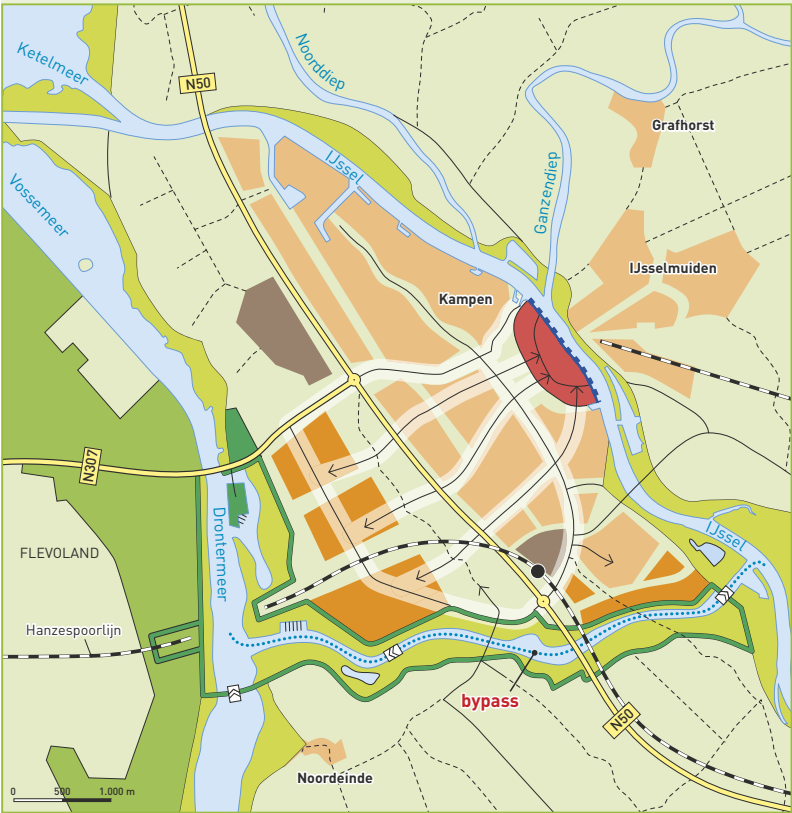 Ketelmeer
N50
Noorddiep
Grafhorst
IJssel
Ganzendiep
Vossemeer
IJsselmuiden
Kampen
N307
Drontermeer
FLEVOLAND
IJssel
Hanzespoorlijn
bypass
N50
Noordeinde
0 500 1.000 m